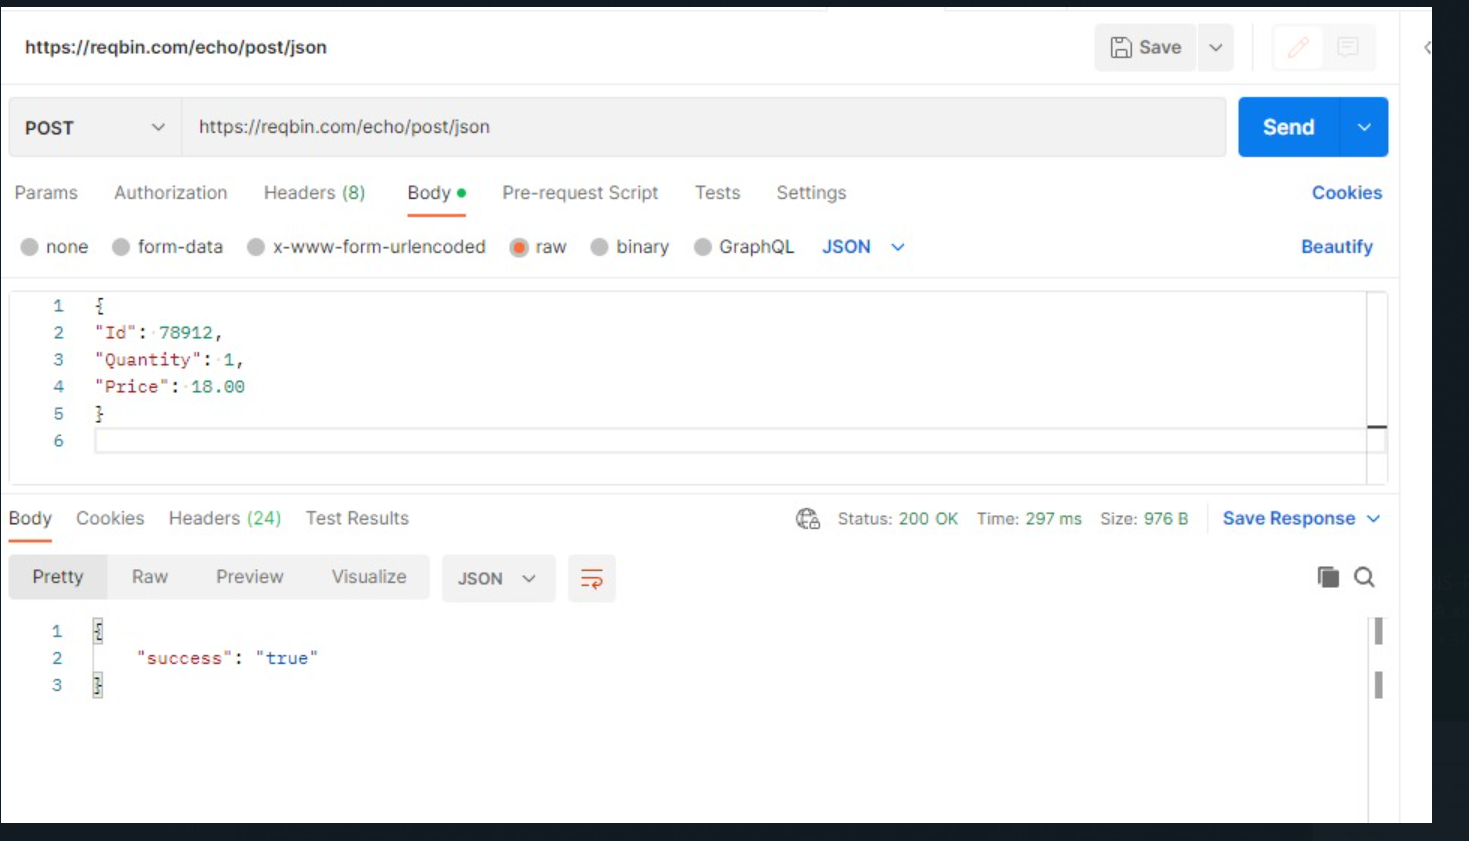 https://reqbin.com/echo/post/json Save
POST https://reqbin.com/echo/post/json Send
Params Authorization Headers (8) Body Pre-request Script Tests Settings Cookies
none form-data x-www-form-urlencoded raw binary GraphQL JSON Beautify
1 {
2 "Id": 78912,
3 "Quantity": 1,
4 "Price": 18.00
5 }
6
Body Cookies Headers (24) Test Results Status: 200 OK Time: 297 ms Size: 976 B Save Response
Pretty Raw Preview Visualize JSON
1 {
2 "success": "true"
3 }